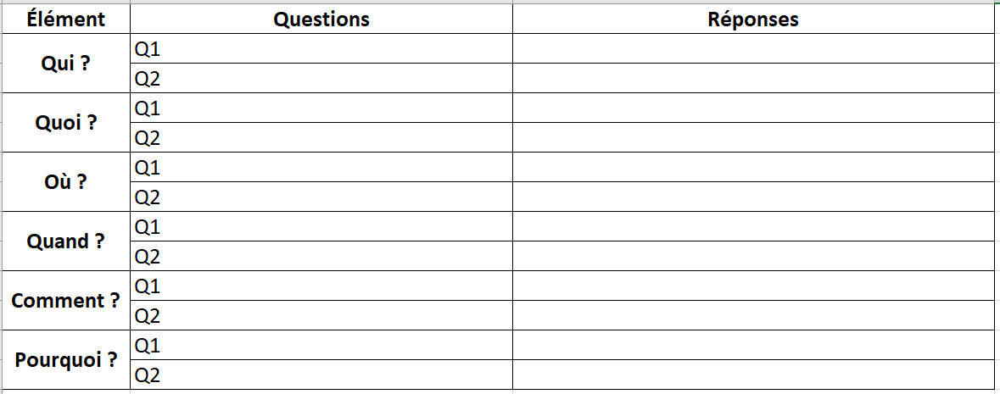 Élément Questions Réponses
Qui ?
Q1
Q2
Quoi ?
Q1
Q2
Où ?
Q1
Q2
Quand ?
Q1
Q2
Comment ?
Q1
Q2
Pourquoi ?
Q1
Q2